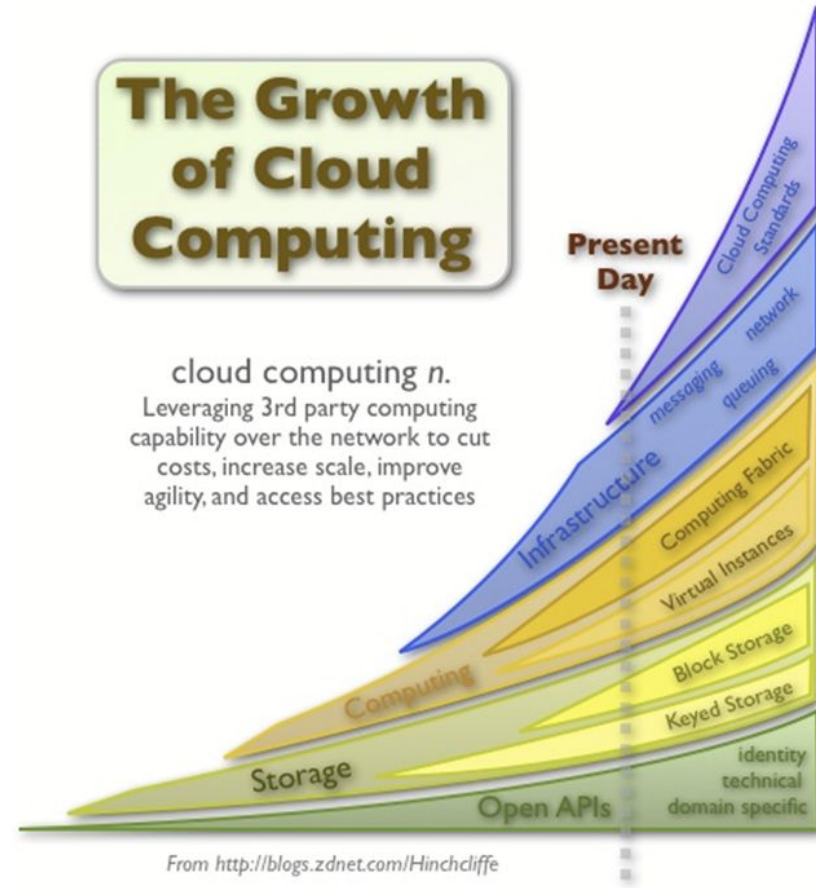 The Growth
of Cloud
Computing
Present
Day
cloud computing n.
Leveraging 3rd party computing
capability over the network to cut
costs, increase scale, improve
agility, and access best practices
Cloud Computing
Standards
network
messaging
queuing
Infrastructure
Computing Fabric
Virtual Instances
Computing
Block Storage
Keyed Storage
Storage
identity
technical
domain specific
Open APIs
From http://blogs.zdnet.com/Hinchcliffe